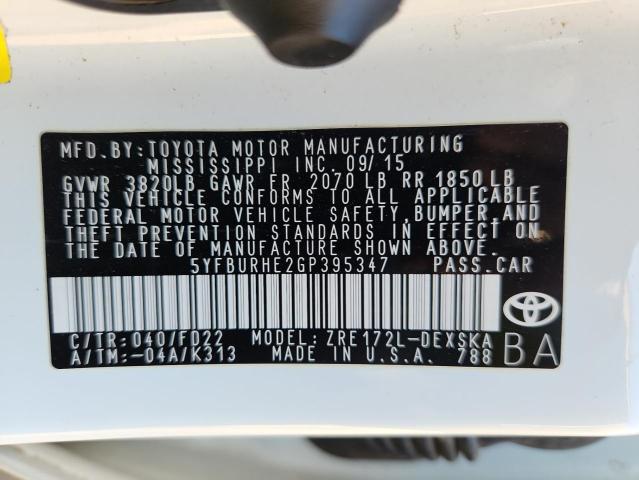 MFD.BY:TOYOTA MOTOR MANUFACTURING
MISSISSIPPI INC. 09/15
GVWR 3820LB GAWR FR. 2070 LB RR 1850 LB
THIS VEHICLE CONFORMS TO ALL APPLICABLE
FEDERAL MOTOR VEHICLE SAFETY, BUMPER, AND
THEFT PREVENTION STANDARDS IN EFFECT ON
THE DATE OF MANUFACTURE SHOWN ABOVE.
5YFBURHE2GP395347 PASS.CAR
C/TR: 040/FD22 MODEL: ZRE172L-DEXSKA
A/TM: -04A/K313 MADE IN U.S.A. 788
BA